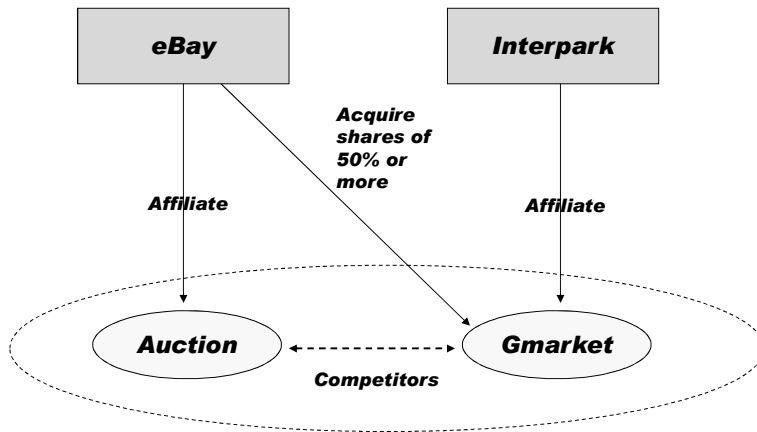 eBay
Interpark
Acquire
shares of
50% or
more
Affiliate
Affiliate
Auction
Gmarket
Competitors